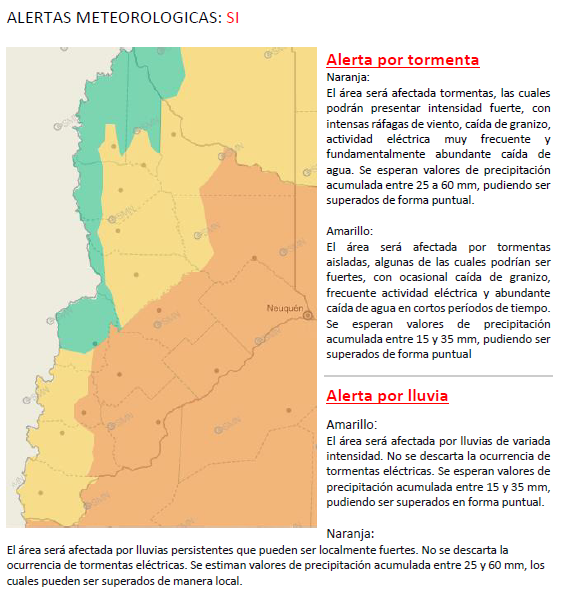 ALERTAS METEOROLOGICAS: SI
Alerta por tormenta
Naranja:
El área será afectada tormentas, las cuales
podrán presentar intensidad fuerte, con
intensas ráfagas de viento, caída de granizo,
actividad eléctrica muy frecuente y
fundamentalmente abundante caída de
agua. Se esperan valores de precipitación
acumulada entre 25 a 60 mm, pudiendo ser
superados de forma puntual.
Amarillo:
El área será afectada por tormentas
aisladas, algunas de las cuales podrían ser
fuertes, con ocasional caída de granizo,
frecuente actividad eléctrica y abundante
caída de agua en cortos períodos de tiempo.
Se esperan valores de precipitación
acumulada entre 15 y 35 mm, pudiendo ser
superados de forma puntual
Neuquén
Alerta por lluvia
Amarillo:
El área será afectada por lluvias de variada
intensidad. No se descarta la ocurrencia de
tormentas eléctricas. Se esperan valores de
precipitación acumulada entre 15 y 35 mm,
pudiendo ser superados en forma puntual.
Naranja:
El área será afectada por lluvias persistentes que pueden ser localmente fuertes. No se descarta la
ocurrencia de tormentas eléctricas. Se estiman valores de precipitación acumulada entre 25 y 60 mm, los
cuales pueden ser superados de manera local.